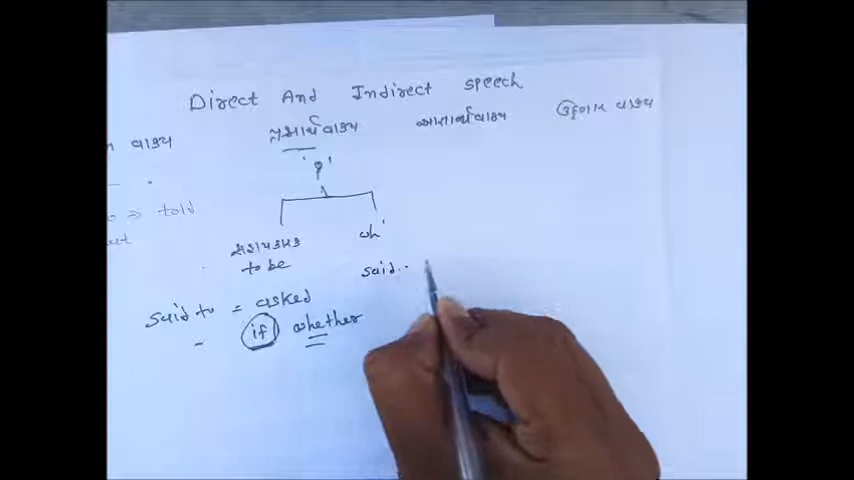 Direct And Indirect speech
વાક્ય પ્રશ્નાર્થવાક્ય આજ્ઞાર્થવાક્ય ઉદ્દગાર વાક્ય
'?'
⇒ told
wh'
to be said
said to = asked
if whether